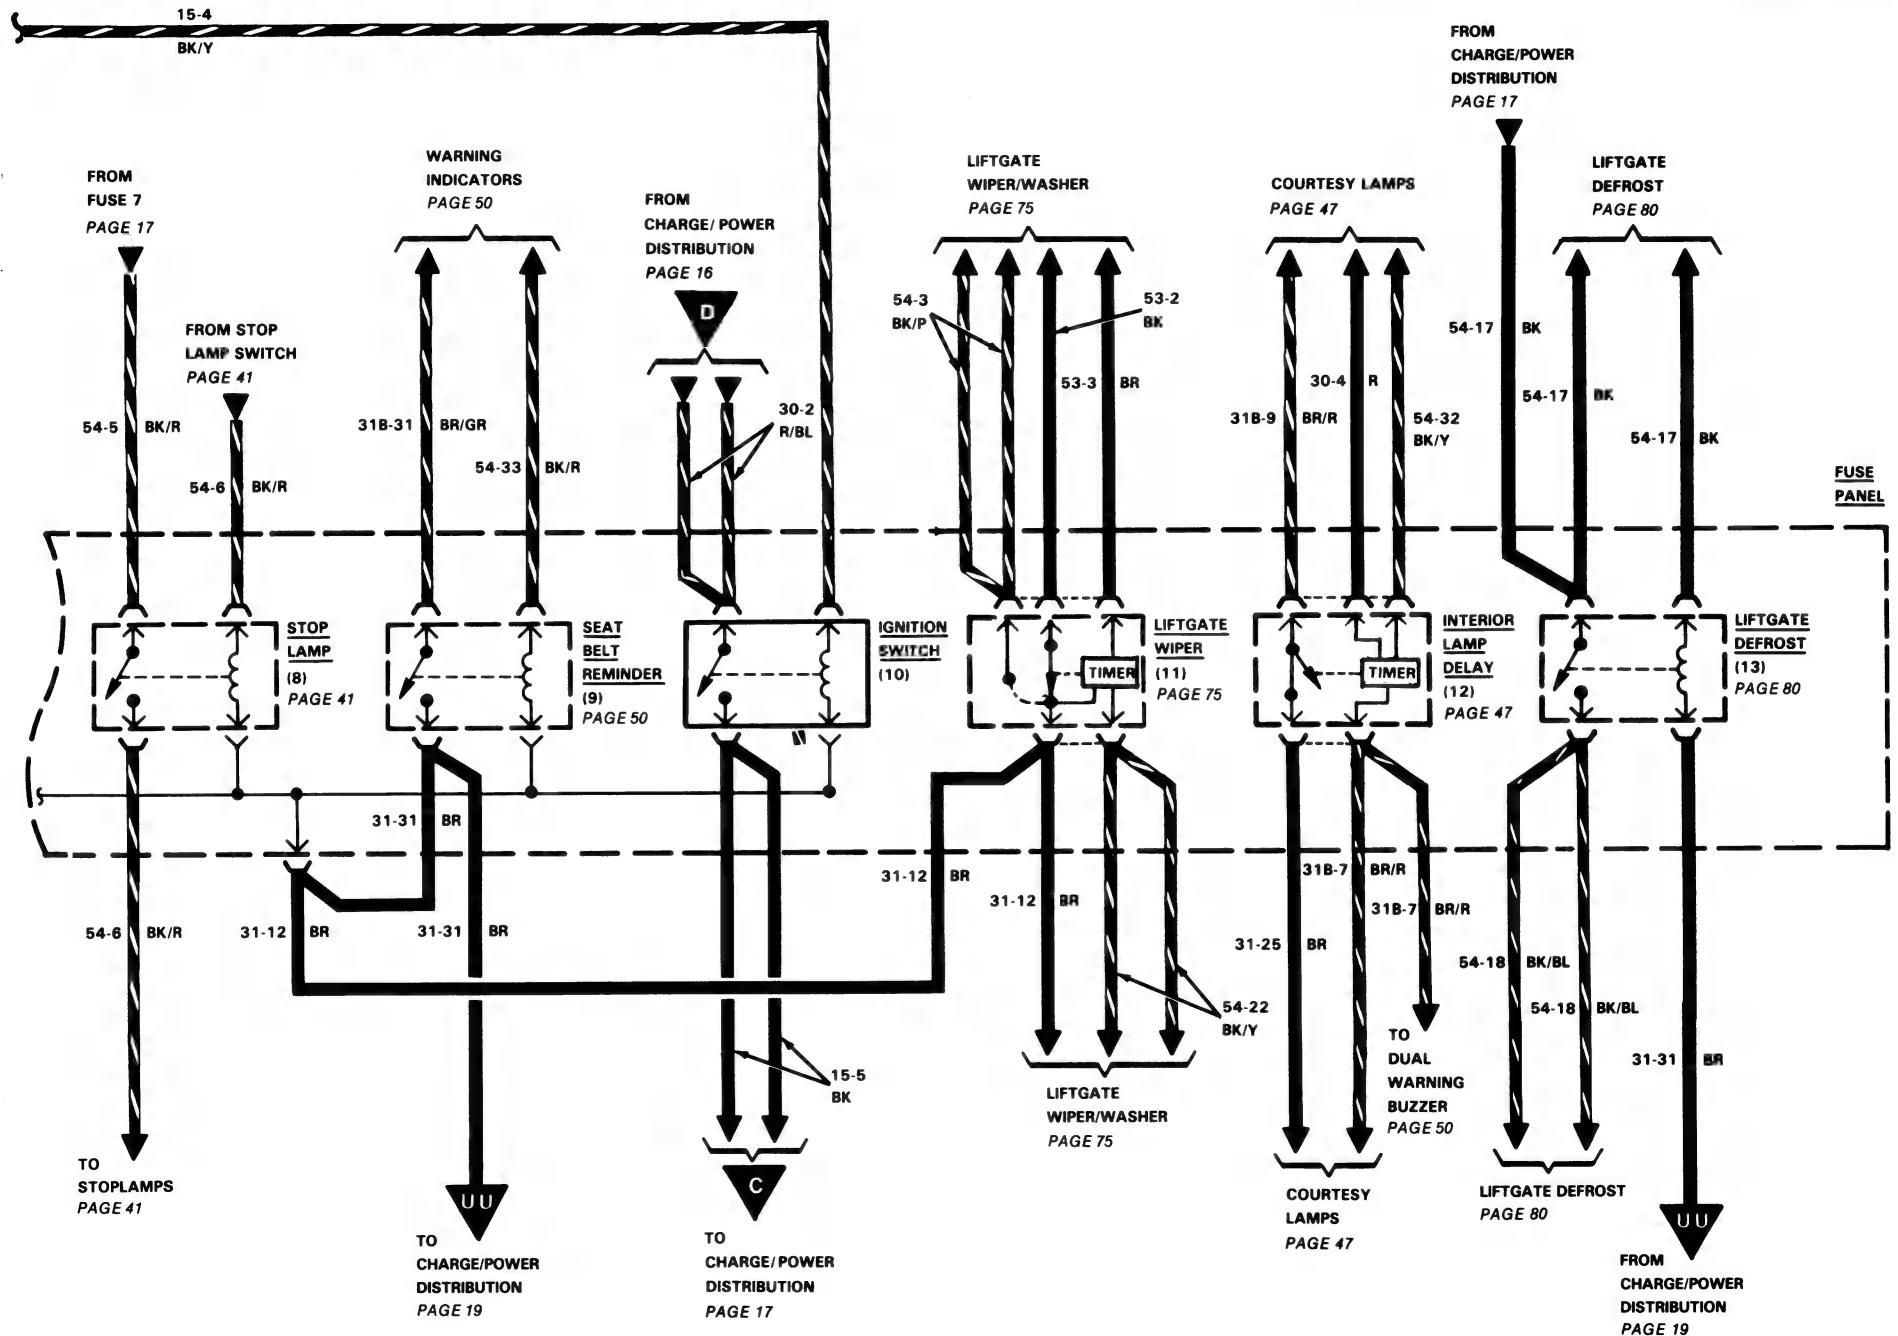 15-4
BK/Y
FROM
CHARGE/POWER
DISTRIBUTION
PAGE 17
FROM
FUSE 7
PAGE 17
WARNING
INDICATORS
PAGE 50
FROM
CHARGE/POWER
DISTRIBUTION
PAGE 16
D
LIFTGATE
WIPER/WASHER
PAGE 75
COURTESY LAMPS
PAGE 47
LIFTGATE
DEFROST
PAGE 80
FROM STOP
LAMP SWITCH
PAGE 41
54-5 BK/R
54-6 BK/R
31B-31 BR/GR
54-33 BK/R
30-2
R/BL
54-3
BK/P
53-2
BK
53-3 BR
31B-9 BR/R
30-4 R
54-32
BK/Y
54-17 BK
54-17 BK
54-17 BK
FUSE
PANEL
STOP
LAMP
(8)
PAGE 41
SEAT
BELT
REMINDER
(9)
PAGE 50
IGNITION
SWITCH
(10)
TIMER
LIFTGATE
WIPER
(11)
PAGE 75
TIMER
INTERIOR
LAMP
DELAY
(12)
PAGE 47
LIFTGATE
DEFROST
(13)
PAGE 80
31-31 BR
54-6 BK/R
31-12 BR
31-31 BR
31-12 BR
31-12 BR
31B-7 BR/R
31B-7 BR/R
31-25 BR
54-18 BK/BL
54-18 BK/BL
54-22
BK/Y
31-31 BR
15-5
BK
TO
STOPLAMPS
PAGE 41
UU
TO
CHARGE/POWER
DISTRIBUTION
PAGE 19
C
TO
CHARGE/POWER
DISTRIBUTION
PAGE 17
LIFTGATE
WIPER/WASHER
PAGE 75
TO
DUAL
WARNING
BUZZER
PAGE 50
COURTESY
LAMPS
PAGE 47
LIFTGATE DEFROST
PAGE 80
UU
FROM
CHARGE/POWER
DISTRIBUTION
PAGE 19